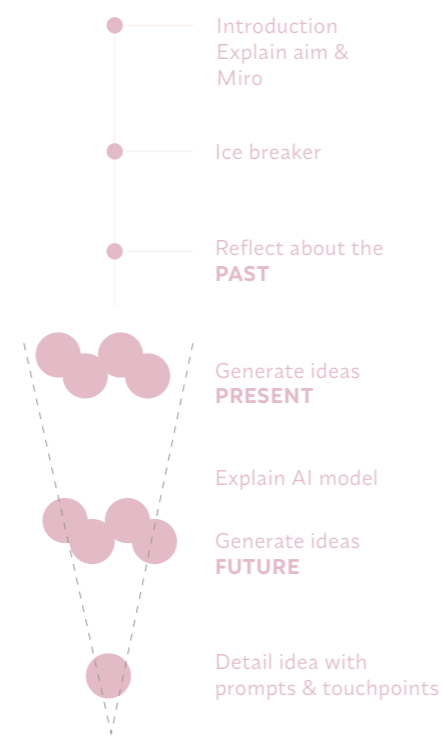 Introduction
Explain aim &
Miro
Ice breaker
Reflect about the
PAST
Generate ideas
PRESENT
Explain AI model
Generate ideas
FUTURE
Detail idea with
prompts & touchpoints